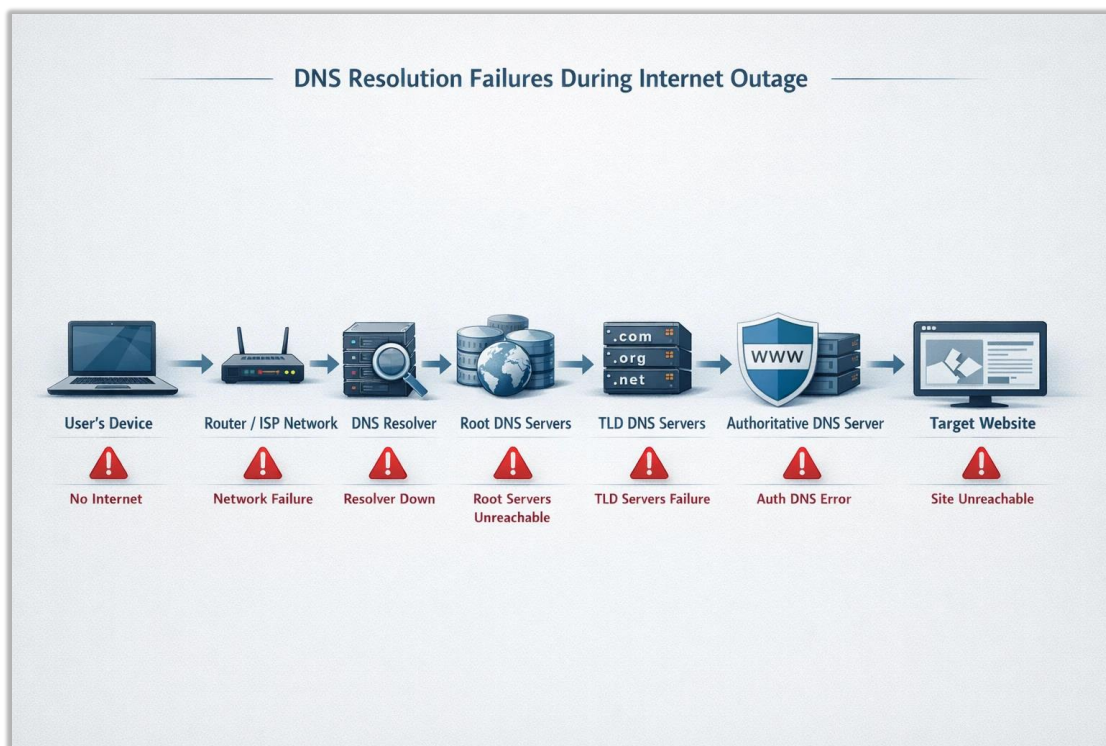 DNS Resolution Failures During Internet Outage
.com
.org
.net
www
User's Device
Router / ISP Network
DNS Resolver
Root DNS Servers
TLD DNS Servers
Authoritative DNS Server
Target Website
No Internet
Network Failure
Resolver Down
Root Servers
Unreachable
TLD Servers Failure
Auth DNS Error
Site Unreachable